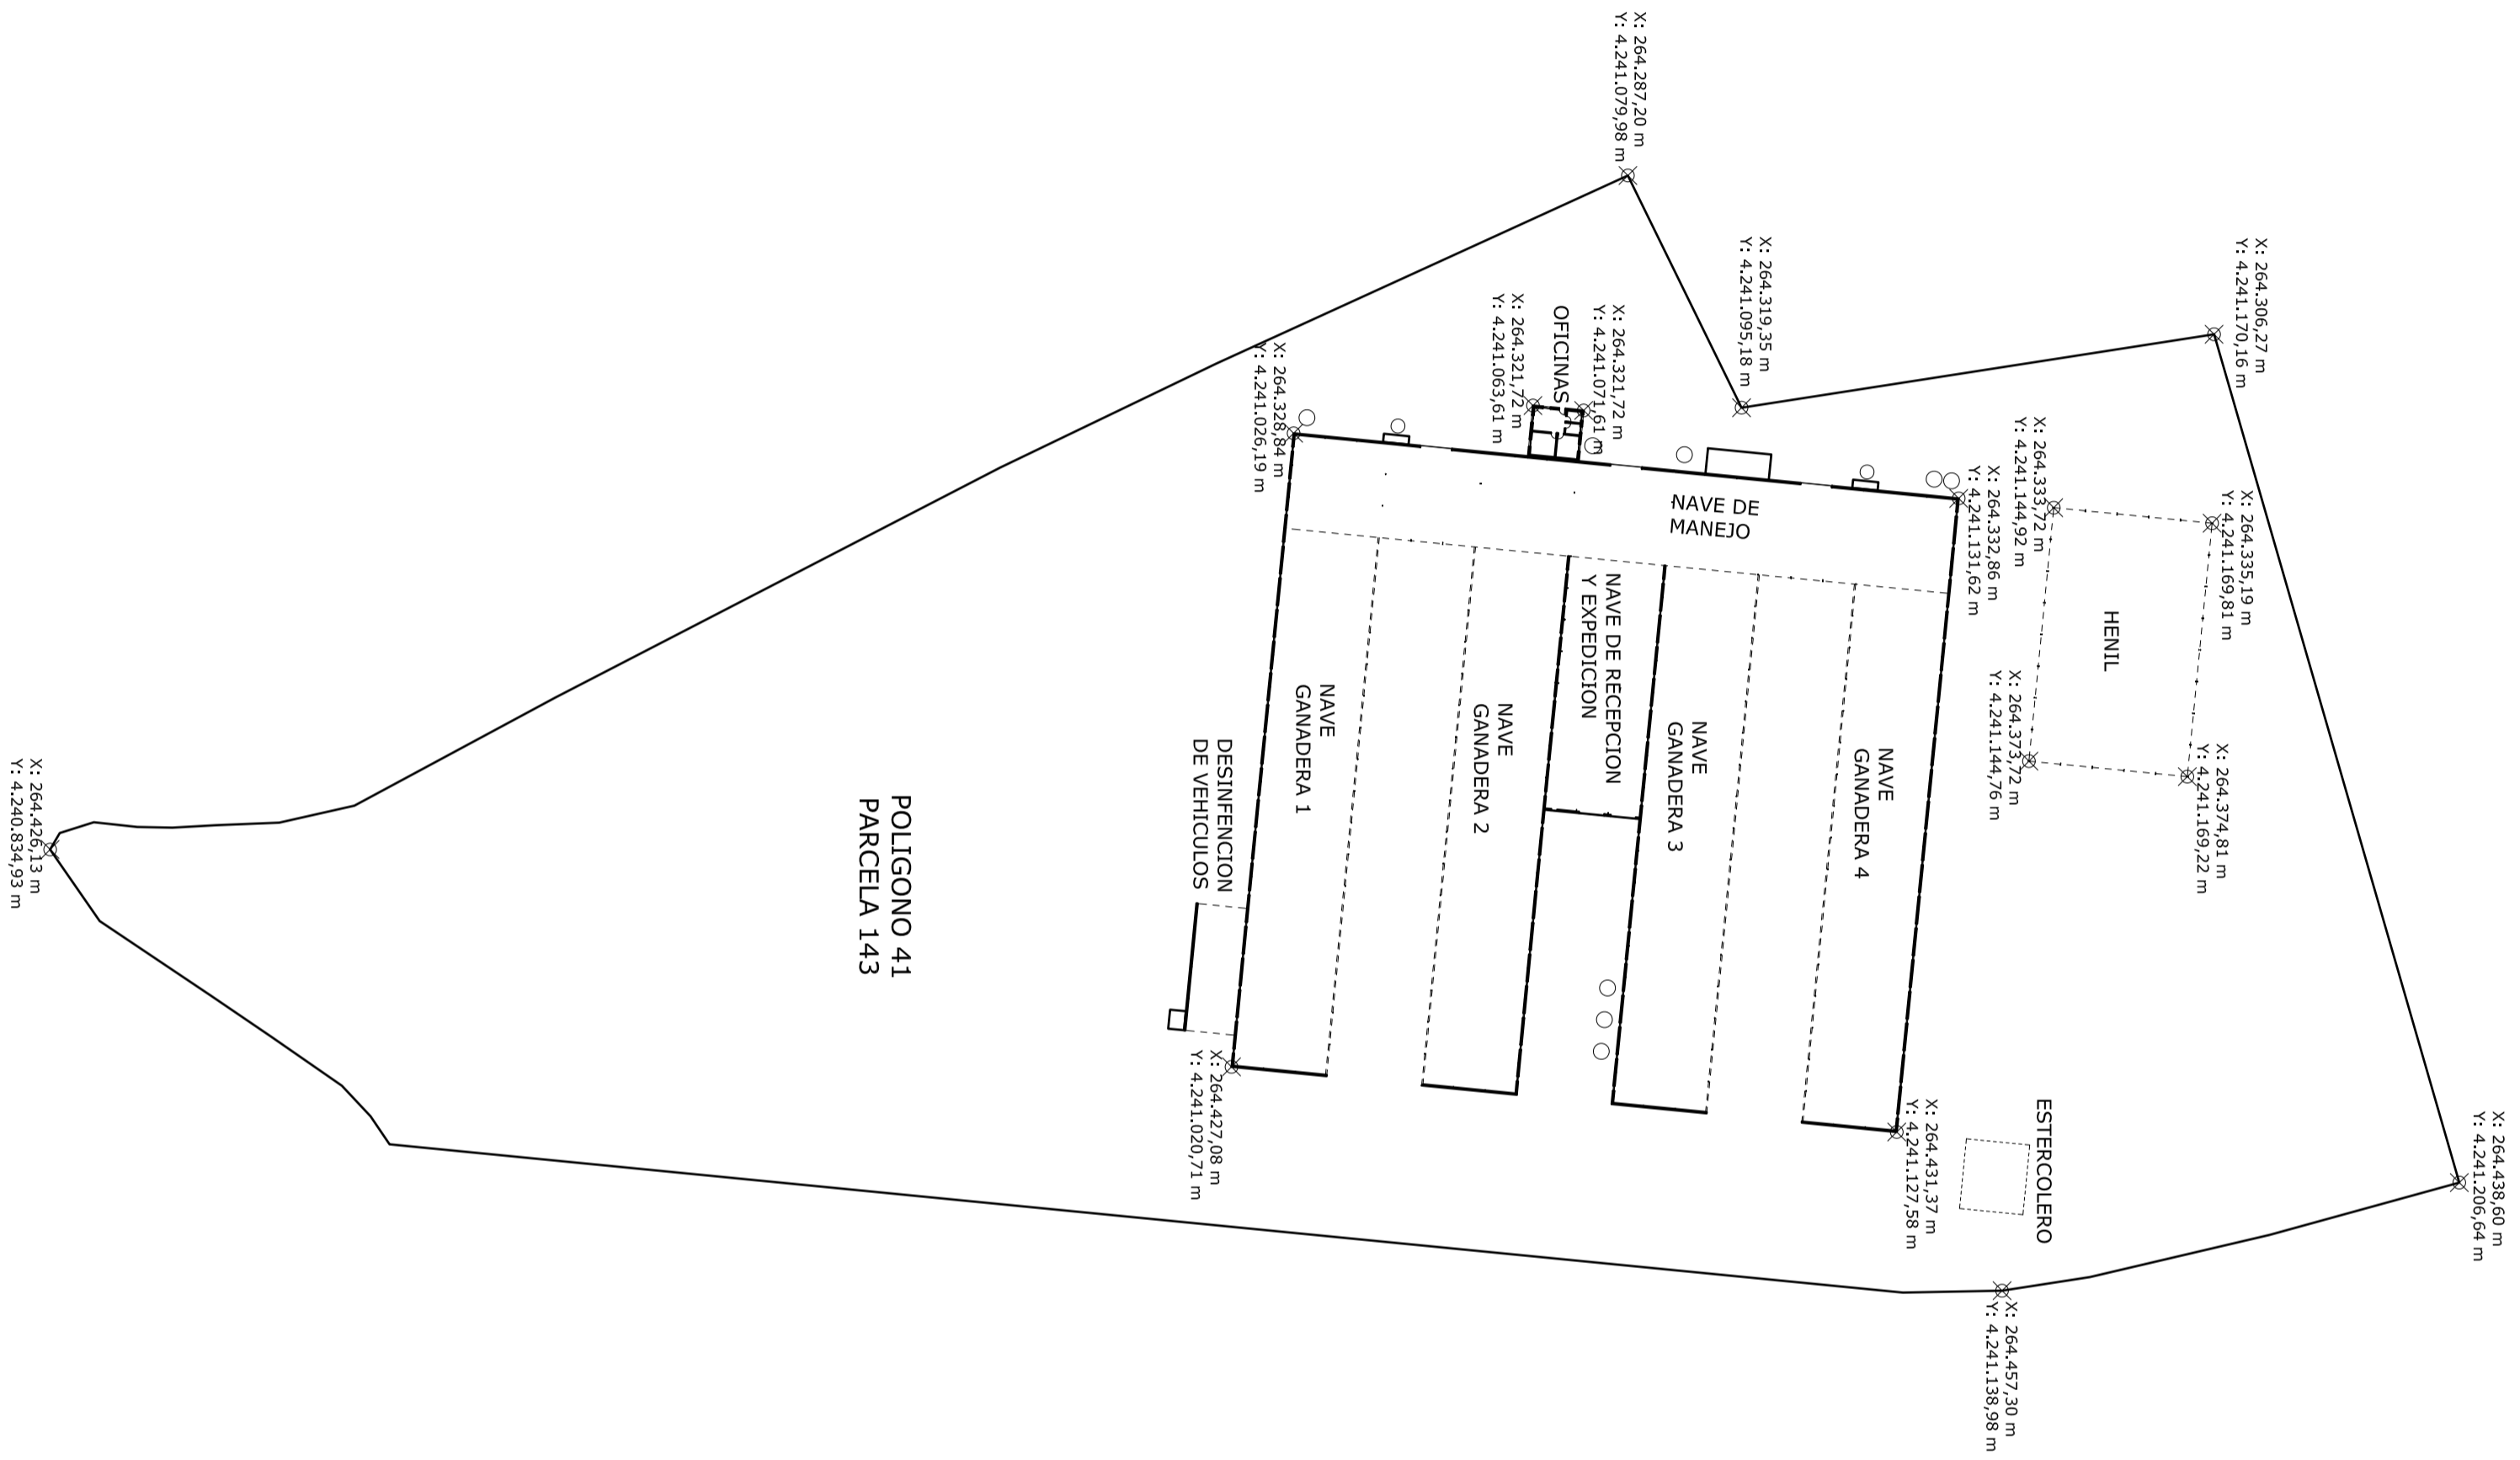 X: 264.287,20 m
Y: 4.241.079,98 m
X: 264.319,35 m
Y: 4.241.095,18 m
X: 264.306,27 m
Y: 4.241.170,16 m
X: 264.321,72 m
Y: 4.241.071,61 m
OFICINAS
X: 264.321,72 m
Y: 4.241.063,61 m
X: 264.328,84 m
Y: 4.241.026,19 m
X: 264.333,72 m
Y: 4.241.144,92 m
X: 264.332,86 m
Y: 4.241.131,62 m
X: 264.335,19 m
Y: 4.241.169,81 m
NAVE DE
MANEJO
HENIL
NAVE DE RECEPCION
Y EXPEDICION
X: 264.373,72 m
Y: 4.241.144,76 m
X: 264.374,81 m
Y: 4.241.169,22 m
NAVE
GANADERA 1
NAVE
GANADERA 2
NAVE
GANADERA 3
NAVE
GANADERA 4
DESINFENCION
DE VEHICULOS
POLIGONO 41
PARCELA 143
X: 264.426,13 m
Y: 4.240.834,93 m
X: 264.427,08 m
Y: 4.241.020,71 m
X: 264.431,37 m
Y: 4.241.127,58 m
ESTERCOLERO
X: 264.438,60 m
Y: 4.241.206,64 m
X: 264.457,30 m
Y: 4.241.138,98 m